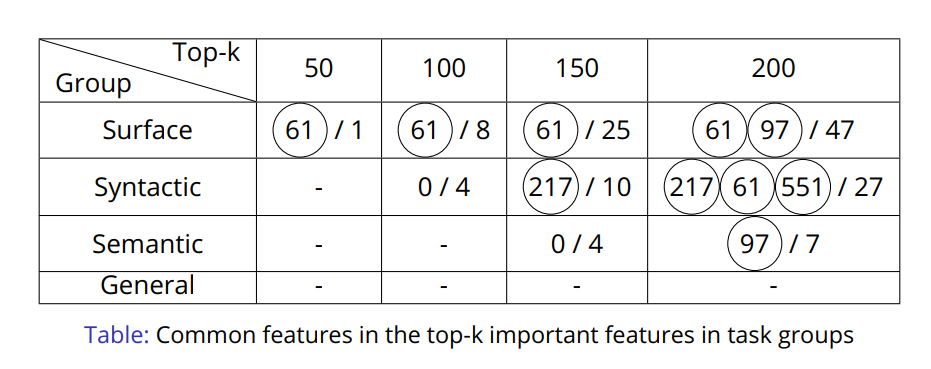 Top-k
Group
50 100 150 200
Surface 61 / 1 61 / 8 61 / 25 61 97 / 47
Syntactic - 0 / 4 217 / 10 217 61 551 / 27
Semantic - - 0 / 4 97 / 7
General - - - -
Table: Common features in the top-k important features in task groups